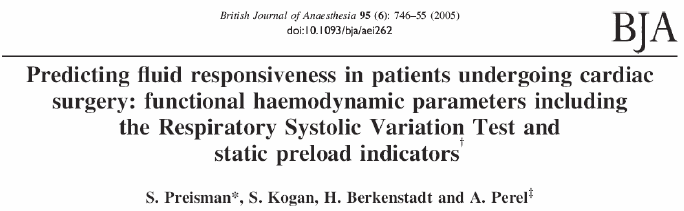 British Journal of Anaesthesia 95 (6): 746–55 (2005)
doi:10.1093/bja/aei262
BJA
Predicting fluid responsiveness in patients undergoing cardiac
surgery: functional haemodynamic parameters including
the Respiratory Systolic Variation Test and
static preload indicators†
S. Preisman*, S. Kogan, H. Berkenstadt and A. Perel‡